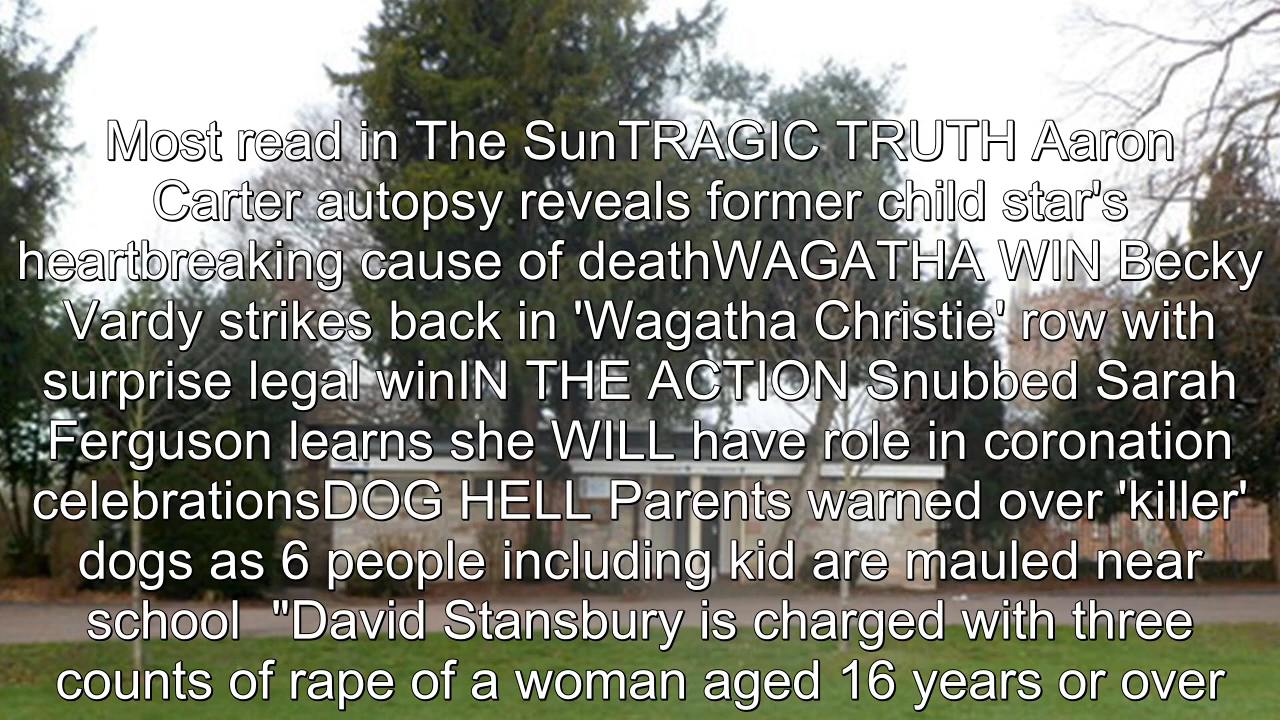 Most read in The SunTRAGIC TRUTH Aaron
Carter autopsy reveals former child star's
heartbreaking cause of deathWAGATHA WIN Becky
Vardy strikes back in 'Wagatha Christie' row with
surprise legal winIN THE ACTION Snubbed Sarah
Ferguson learns she WILL have role in coronation
celebrationsDOG HELL Parents warned over 'killer'
dogs as 6 people including kid are mauled near
school  "David Stansbury is charged with three
counts of rape of a woman aged 16 years or over